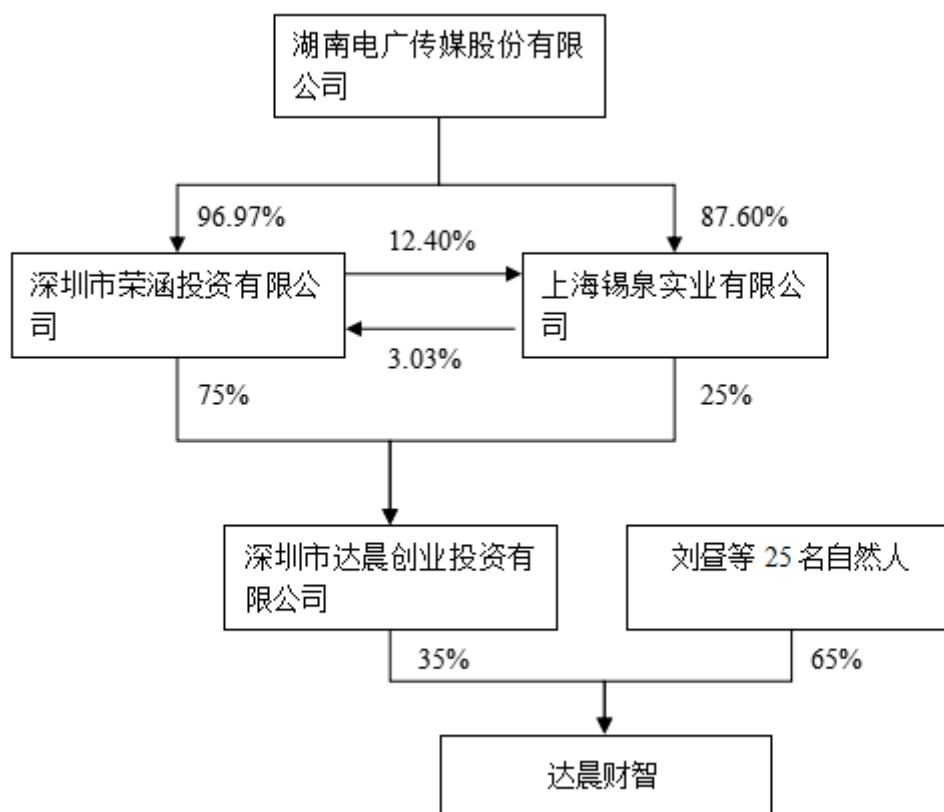 湖南电广传媒股份有限
公司
96.97%
87.60%
12.40%
深圳市荣涵投资有限公
司
上海锡泉实业有限公
司
3.03%
75%
25%
深圳市达晨创业投资有
限公司
刘昼等 25 名自然人
35%
65%
达晨财智